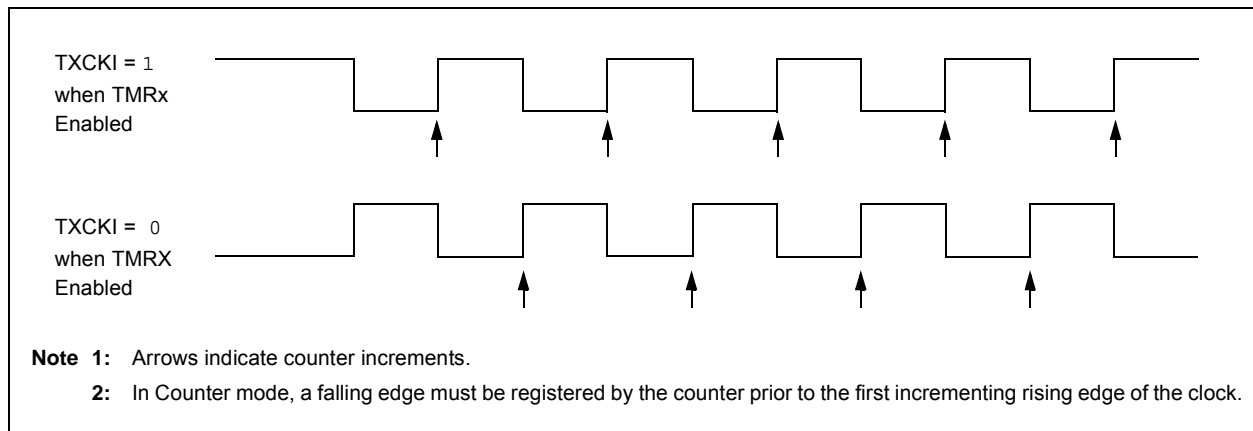 TXCKI = 1
when TMRx
Enabled
TXCKI = 0
when TMRX
Enabled
Note 1: Arrows indicate counter increments.
2: In Counter mode, a falling edge must be registered by the counter prior to the first incrementing rising edge of the clock.